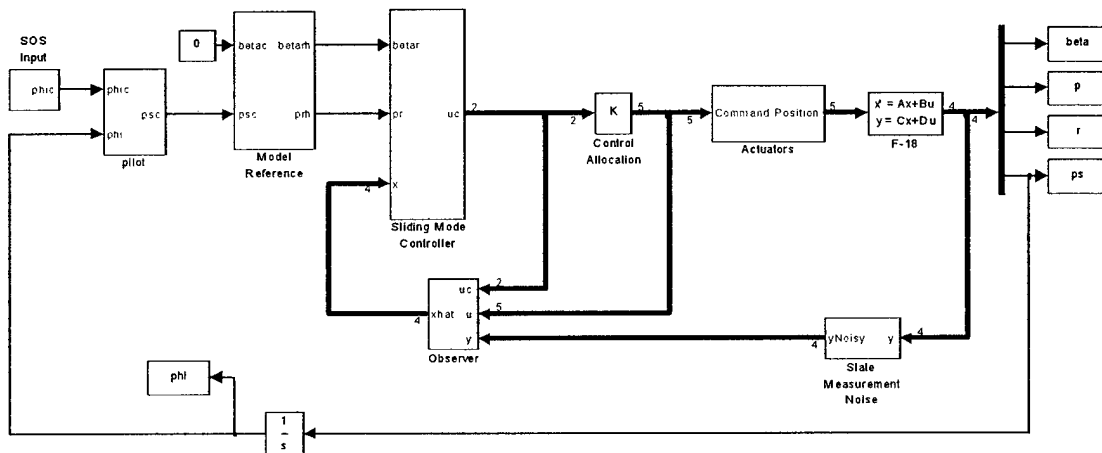 SOS
Input
phic
phic
phi
psc
pilot
0
betac
betarh
psc
prh
Model
Reference
betar
pr
uc
x
Sliding Mode
Controller
2
4
2
K
5
Control
Allocation
5
Command Position
Actuators
5
x' = Ax+Bu
y = Cx+Du
F-18
4
4
beta
p
r
ps
uc
2
xhat
u
5
4
y
Observer
yNoisy
y
4
4
State
Measurement
Noise
phi
1
s